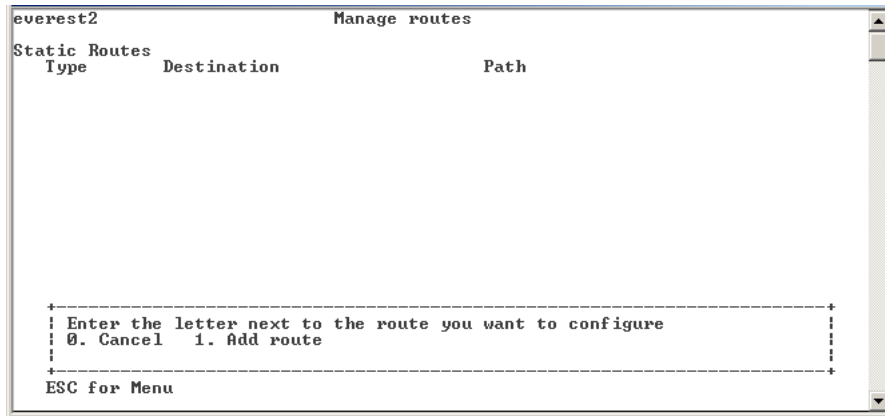 everest2 Manage routes
Static Routes
Type Destination Path
Enter the letter next to the route you want to configure
0. Cancel 1. Add route
ESC for Menu